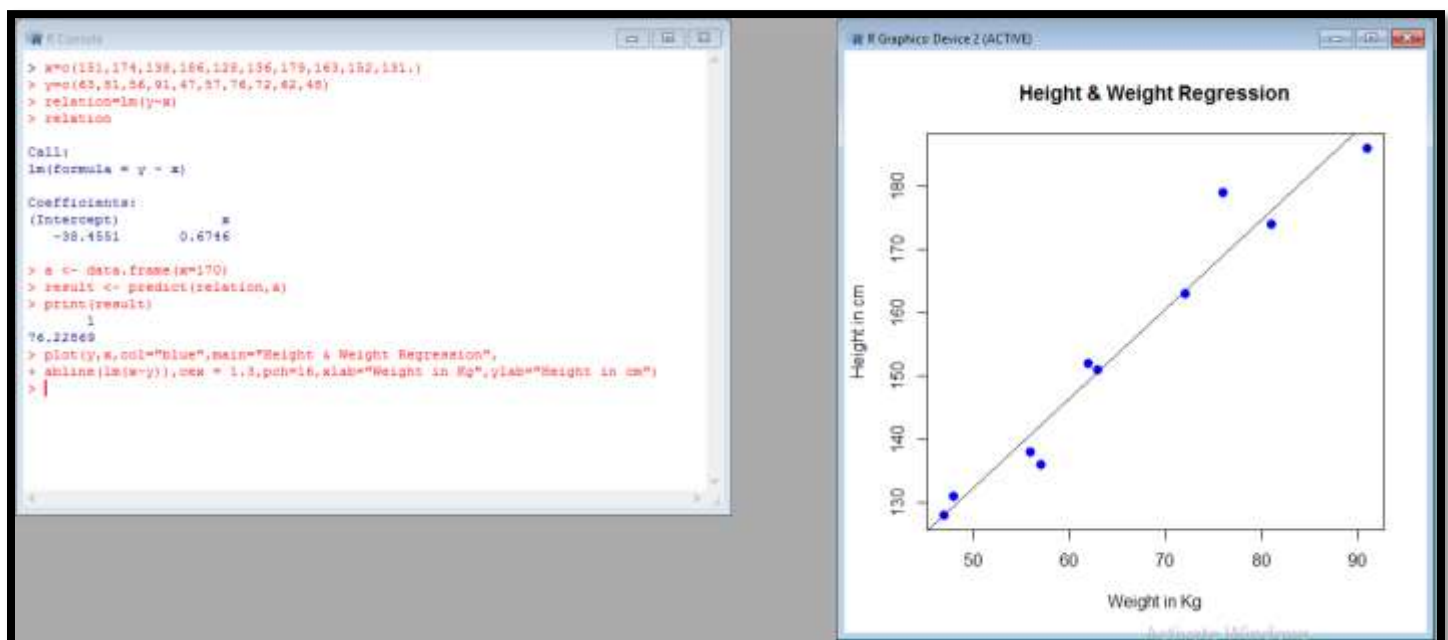 R Console
> x=c(151,174,138,186,128,136,179,163,152,131.)
> y=c(63,81,56,91,47,57,76,72,62,48)
> relation=lm(y~x)
> relation
Call:
lm(formula = y ~ x)
Coefficients:
(Intercept) x
-38.4551 0.6746
> a <- data.frame(x=170)
> result <- predict(relation,a)
> print(result)
1
76.22869
> plot(y,x,col="blue",main="Height & Weight Regression",
+ abline(lm(x~y)),cex = 1.3,pch=16,xlab="Weight in Kg",ylab="Height in cm")
>
R Graphics: Device 2 (ACTIVE)
Height & Weight Regression
Height in cm
180
170
160
150
140
130
50 60 70 80 90
Weight in Kg
Activate Windows